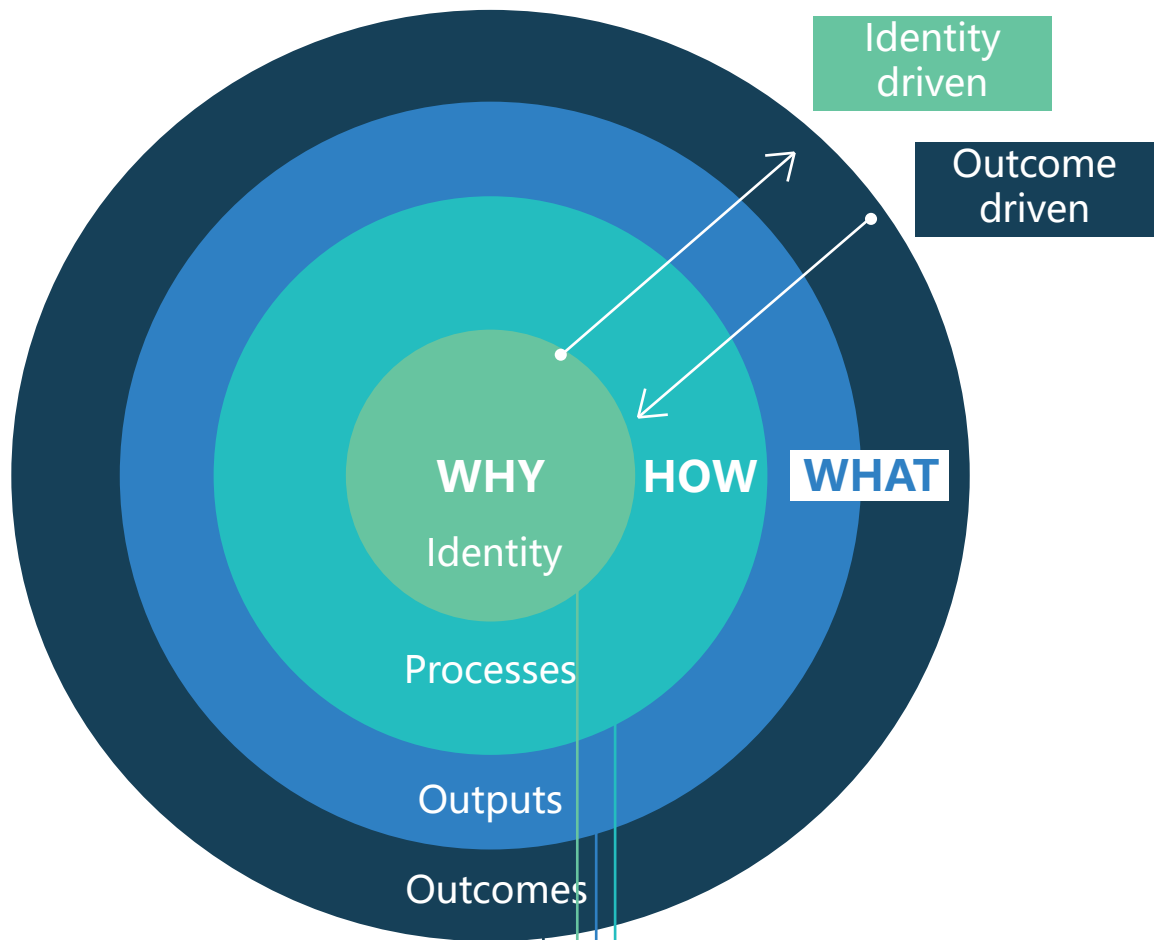 Identity
driven
Outcome
driven
WHY HOW WHAT
Identity
Processes
Outputs
Outcomes